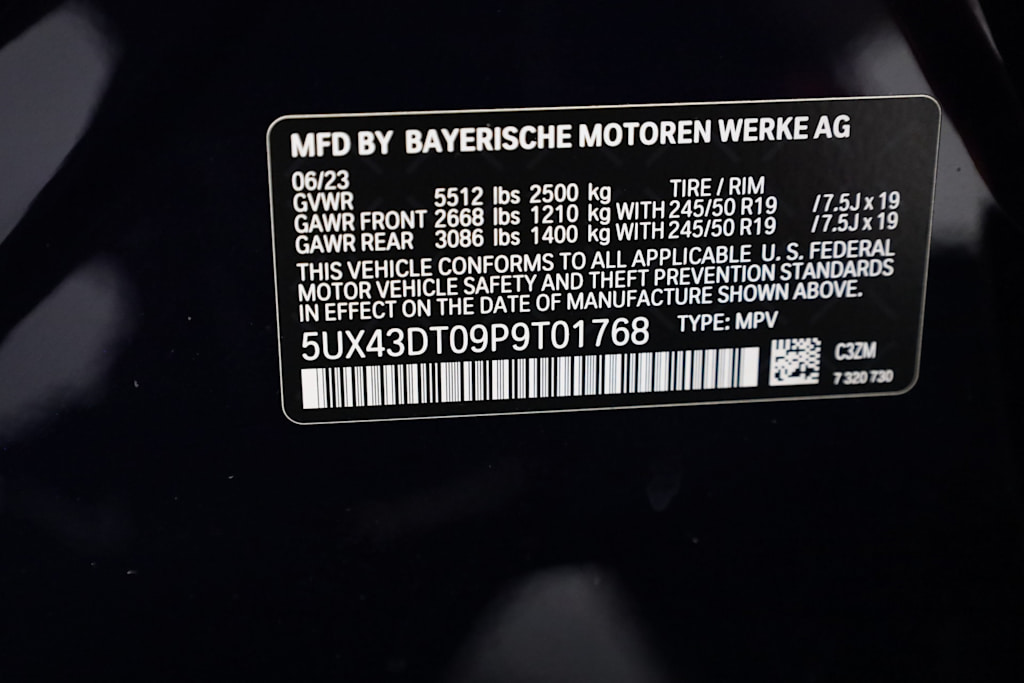 MFD BY BAYERISCHE MOTOREN WERKE AG
06/23 TIRE / RIM
GVWR 5512 lbs 2500 kg
GAWR FRONT 2668 lbs 1210 kg WITH 245/50 R19 /7.5J x 19
GAWR REAR 3086 lbs 1400 kg WITH 245/50 R19 /7.5J x 19
THIS VEHICLE CONFORMS TO ALL APPLICABLE U. S. FEDERAL
MOTOR VEHICLE SAFETY AND THEFT PREVENTION STANDARDS
IN EFFECT ON THE DATE OF MANUFACTURE SHOWN ABOVE.
5UX43DT09P9T01768 TYPE: MPV
C3ZM
7 320 730